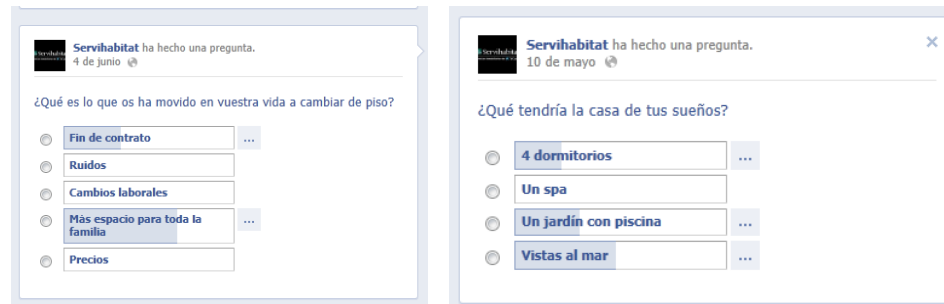 Servihabitat ha hecho una pregunta.
4 de junio
¿Qué es lo que os ha movido en vuestra vida a cambiar de piso?
Fin de contrato
...
Ruidos
Cambios laborales
Más espacio para toda la
familia
...
Precios
Servihabitat
Servihabitat ha hecho una pregunta.
10 de mayo
¿Qué tendría la casa de tus sueños?
4 dormitorios
...
Un spa
Un jardín con piscina
...
Vistas al mar
...